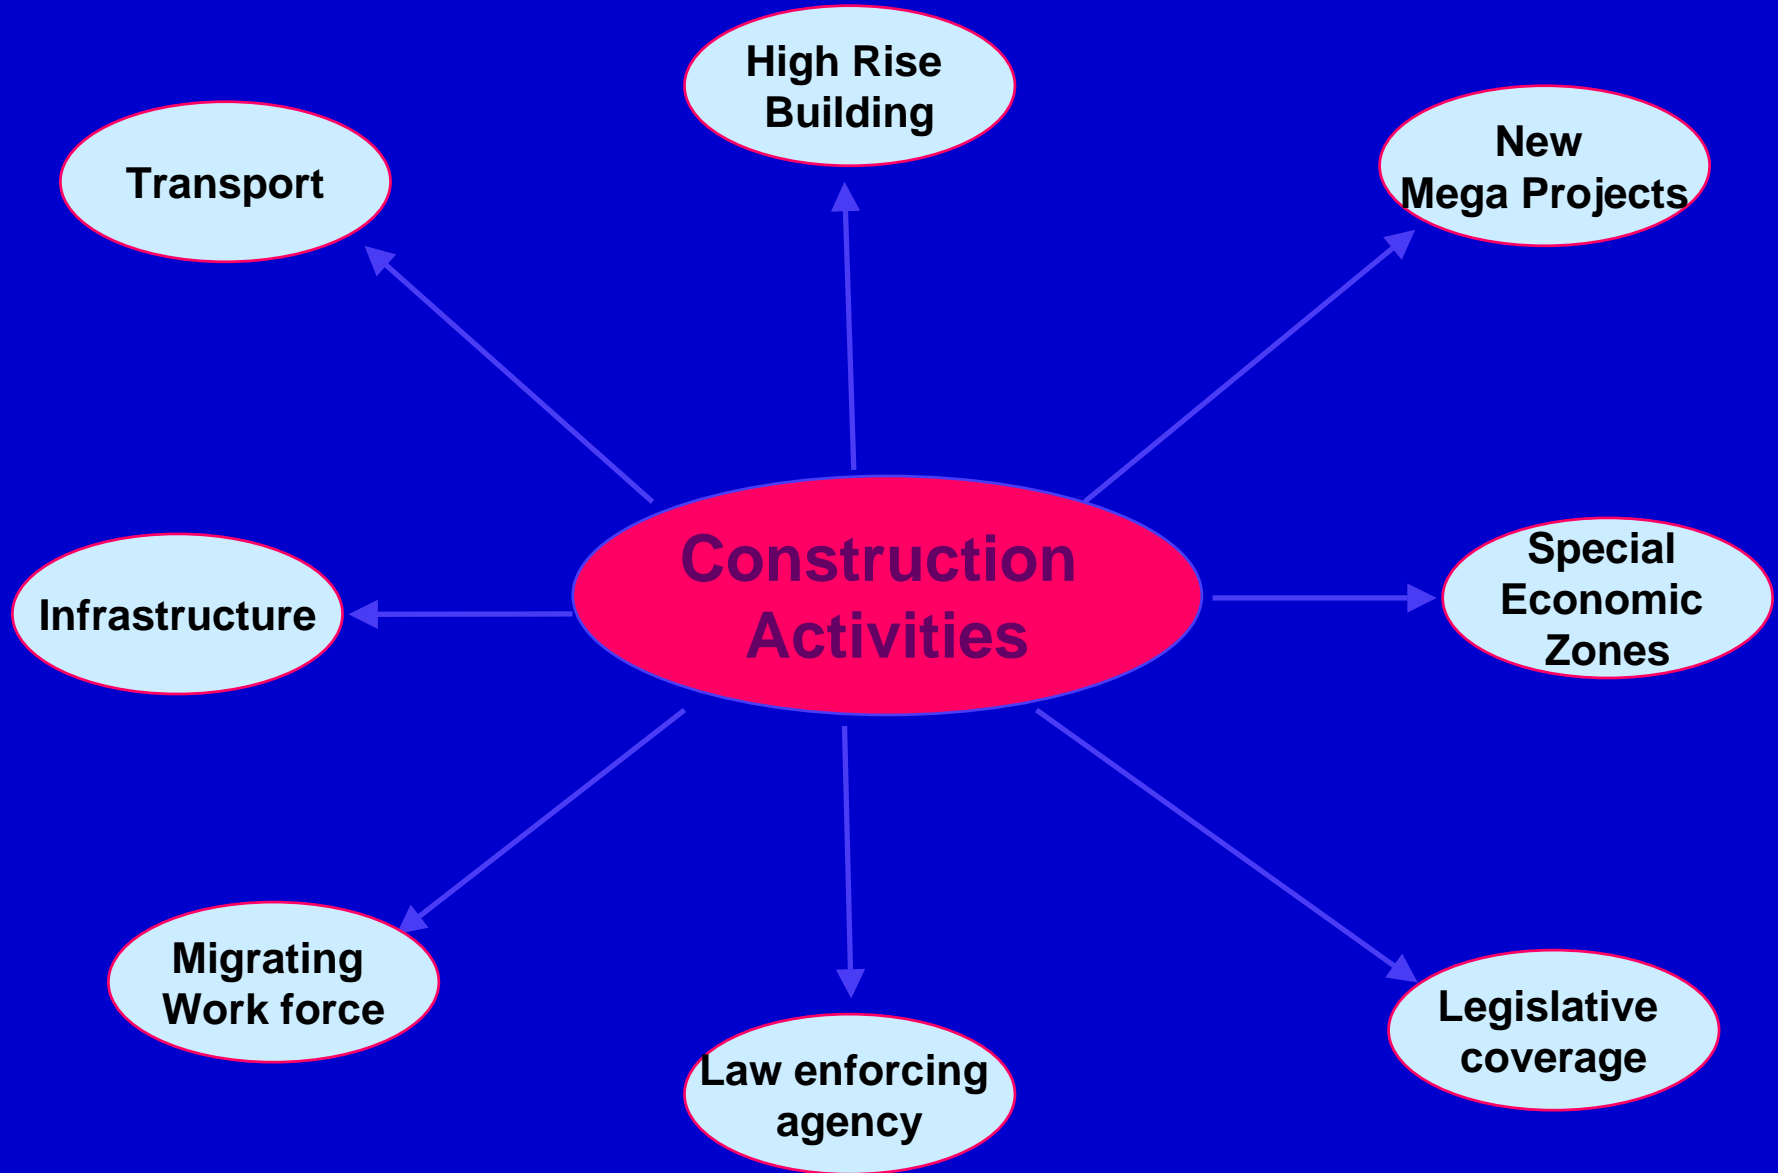 High Rise
Building
New
Mega Projects
Transport
Construction
Activities
Special
Economic
Zones
Infrastructure
Migrating
Work force
Law enforcing
agency
Legislative
coverage